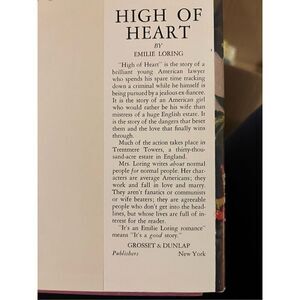 HIGH OF
HEART
BY
EMILIE LORING
"High of Heart" is the story of a
brilliant young American lawyer
who spends his spare time tracking
down a criminal while he himself is
being pursued by a jealous ex-fiancee.
It is the story of an American girl
who would rather be his wife than
mistress of a huge English estate. It
is the story of the dangers that beset
them and the love that finally wins
through.
Much of the action takes place in
Trentmere Towers, a thirty-thou-
sand-acre estate in England.
Mrs. Loring writes about normal
people for normal people. Her char-
acters are average Americans; they
work and fall in love and marry.
They aren't fanatics or communists
or wife beaters; they are agreeable
people who don't get into the head-
lines, but whose lives are full of in-
terest for the reader.
"It's an Emilie Loring romance"
means "It's a good story."
GROSSET & DUNLAP
Publishers New York